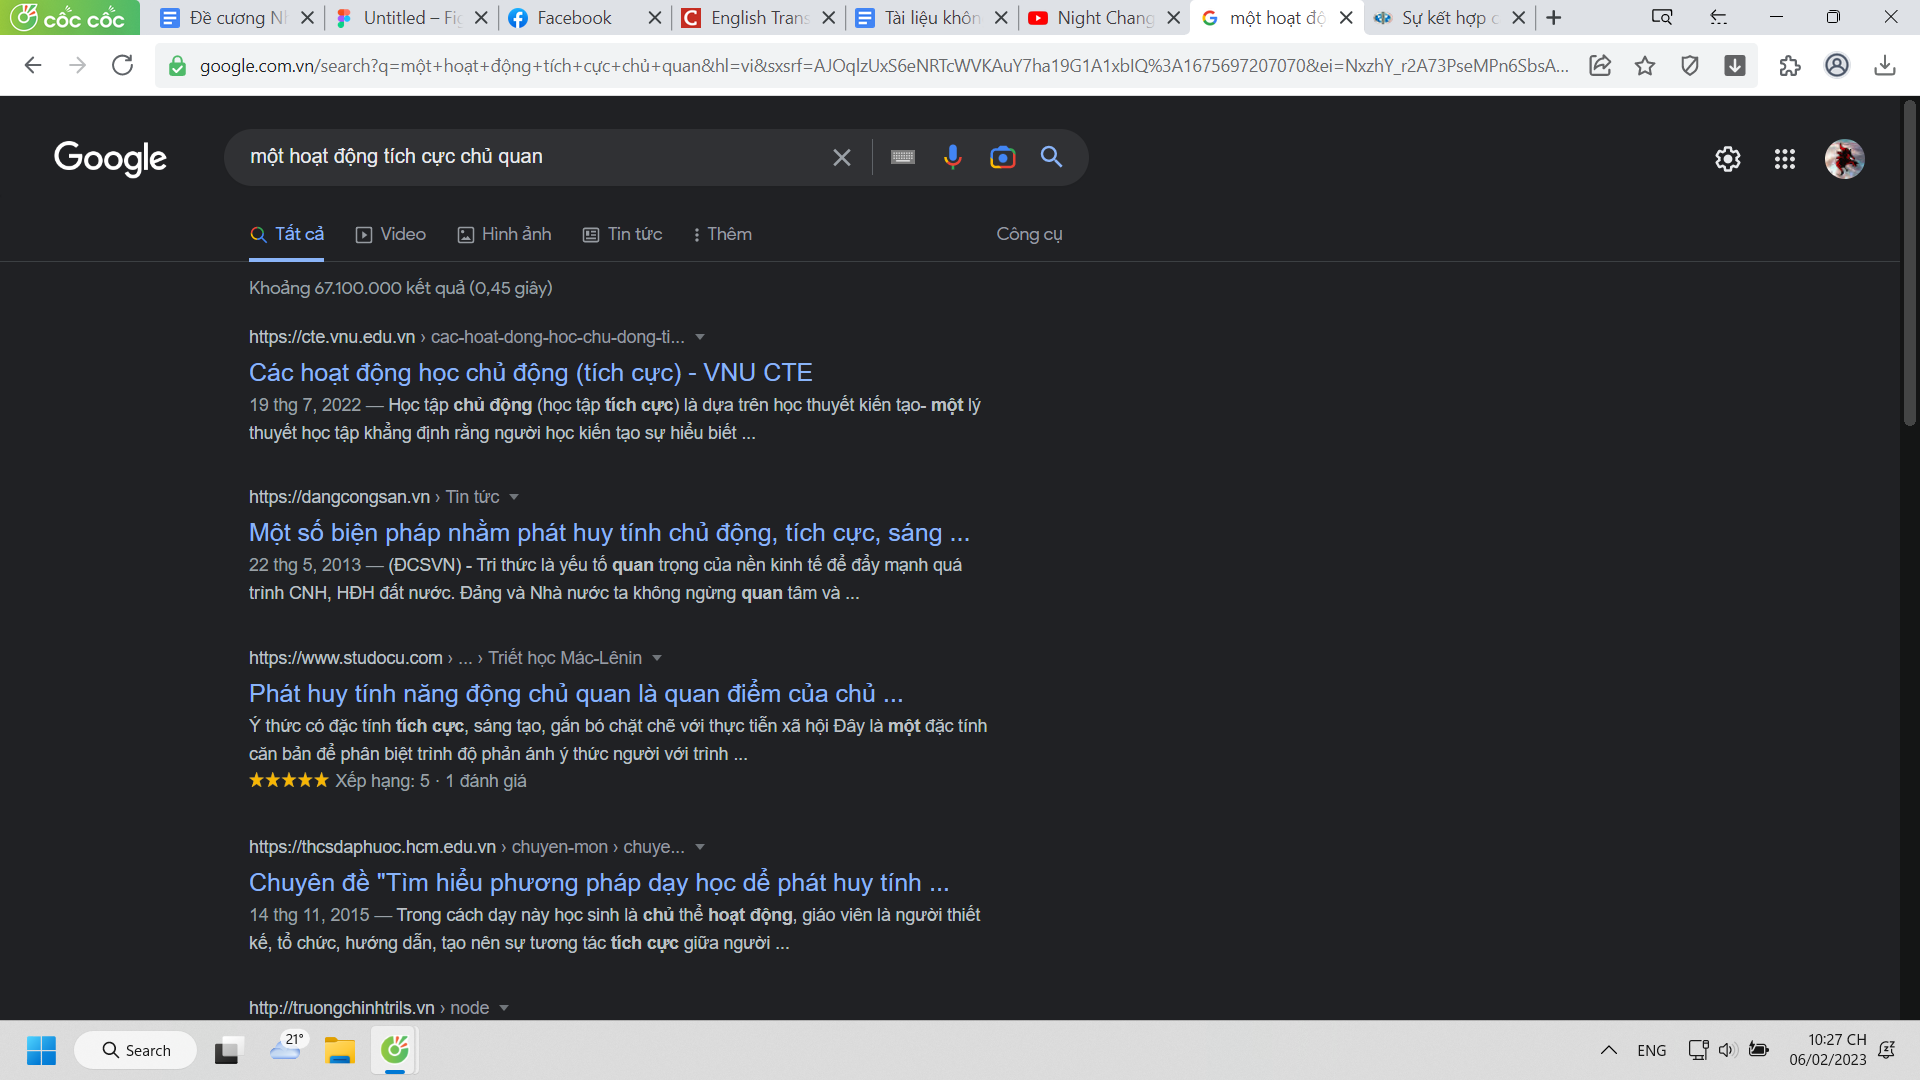 cốc cốc
Đề cương Nh
Untitled – Fig
Facebook
English Trans
Tài liệu khôn
Night Chang
một hoạt độ
Sự kết hợp c
google.com.vn/search?q=một+hoạt+động+tích+cực+chủ+quan&hl=vi&sxsrf=AJOqlzUxS6eNRTcWVKAuY7ha19G1A1xbIQ%3A1675697207070&ei=NxzhY_r2A73PseMPn6SbsA...
Google
một hoạt động tích cực chủ quan
Tất cả
Video
Hình ảnh
Tin tức
Thêm
Công cụ
Khoảng 67.100.000 kết quả (0,45 giây)
https://cte.vnu.edu.vn › cac-hoat-dong-hoc-chu-dong-ti...
Các hoạt động học chủ động (tích cực) - VNU CTE
19 thg 7, 2022 — Học tập chủ động (học tập tích cực) là dựa trên học thuyết kiến tạo- một lý
thuyết học tập khẳng định rằng người học kiến tạo sự hiểu biết ...
https://dangcongsan.vn › Tin tức
Một số biện pháp nhằm phát huy tính chủ động, tích cực, sáng ...
22 thg 5, 2013 — (ĐCSVN) - Tri thức là yếu tố quan trọng của nền kinh tế để đẩy mạnh quá
trình CNH, HĐH đất nước. Đảng và Nhà nước ta không ngừng quan tâm và ...
https://www.studocu.com › ... › Triết học Mác-Lênin
Phát huy tính năng động chủ quan là quan điểm của chủ ...
Ý thức có đặc tính tích cực, sáng tạo, gắn bó chặt chẽ với thực tiễn xã hội Đây là một đặc tính
căn bản để phân biệt trình độ phản ánh ý thức người với trình ...
Xếp hạng: 5 · 1 đánh giá
https://thcsdaphuoc.hcm.edu.vn › chuyen-mon › chuye...
Chuyên đề "Tìm hiểu phương pháp dạy học dể phát huy tính ...
14 thg 11, 2015 — Trong cách dạy này học sinh là chủ thể hoạt động, giáo viên là người thiết
kế, tổ chức, hướng dẫn, tạo nên sự tương tác tích cực giữa người ...
http://truongchinhtrils.vn › node
Search
21°
ENG
10:27 CH
06/02/2023